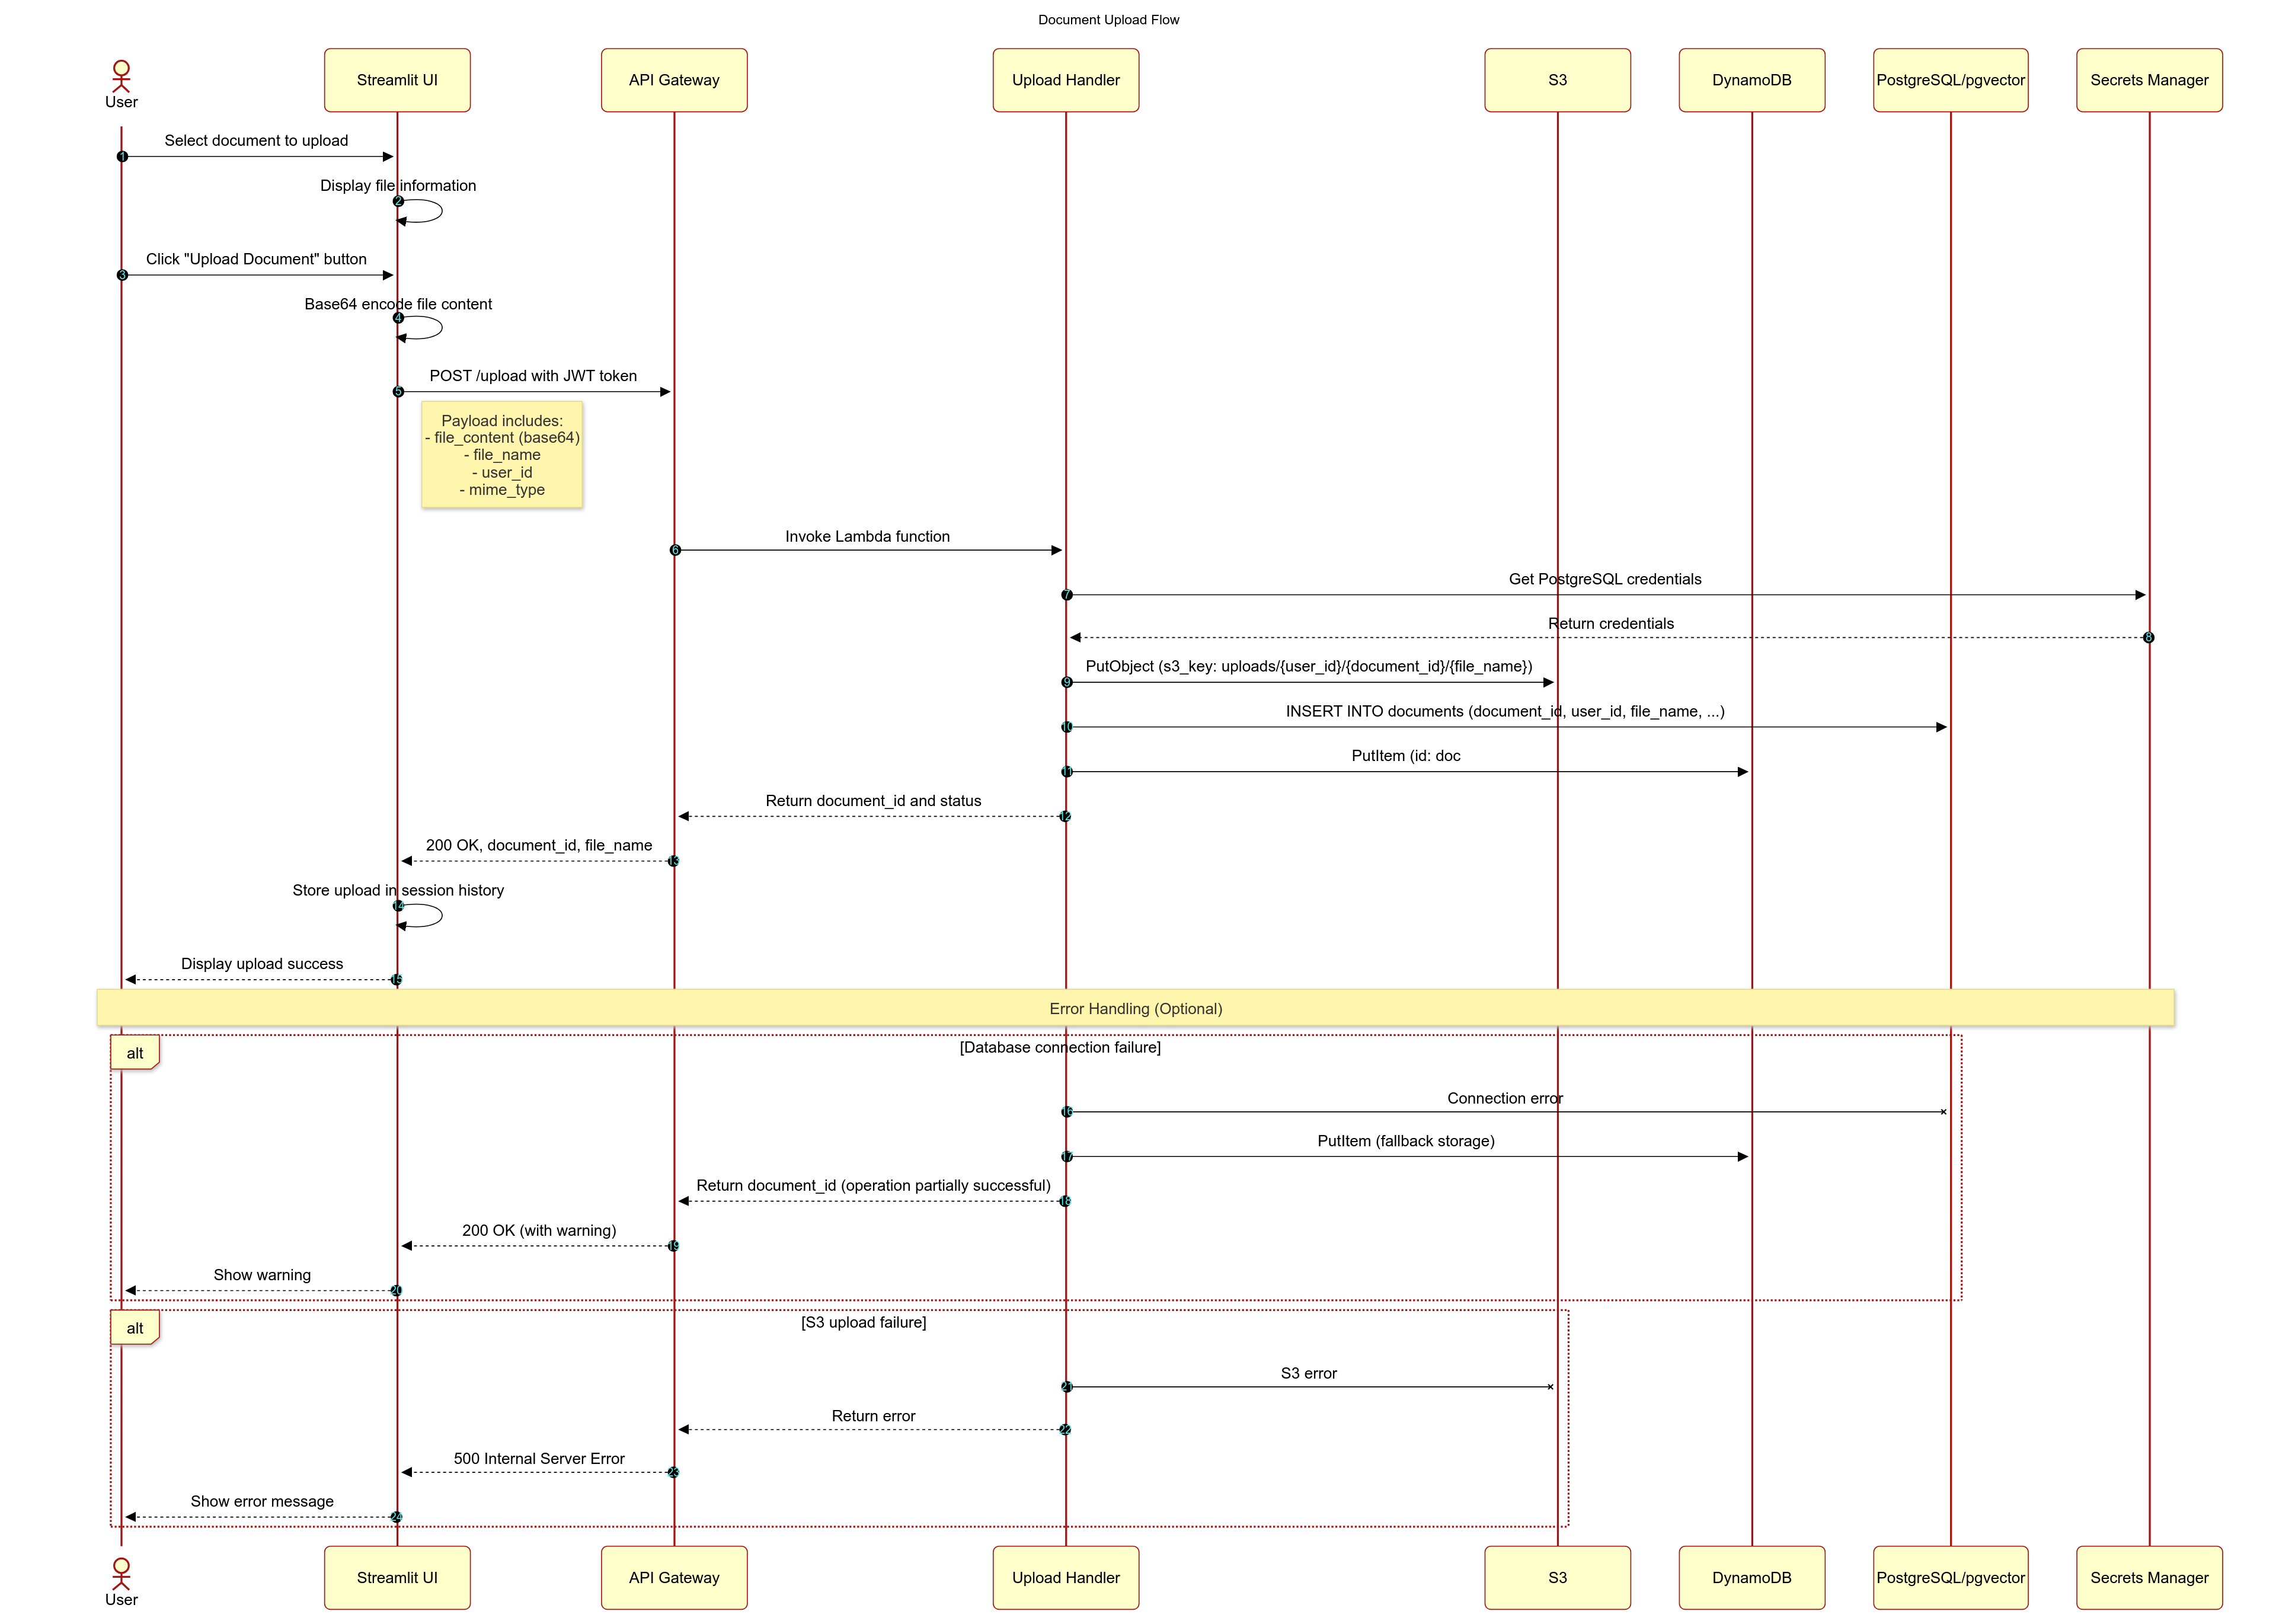 Document Upload Flow
User
Streamlit UI
API Gateway
Upload Handler
S3
DynamoDB
PostgreSQL/pgvector
Secrets Manager
Select document to upload
1
Display file information
2
Click "Upload Document" button
3
Base64 encode file content
4
POST /upload with JWT token
5
Payload includes:
- file_content (base64)
- file_name
- user_id
- mime_type
Invoke Lambda function
6
Get PostgreSQL credentials
7
Return credentials
8
PutObject (s3_key: uploads/{user_id}/{document_id}/{file_name})
9
INSERT INTO documents (document_id, user_id, file_name, ...)
10
PutItem (id: doc
11
Return document_id and status
12
200 OK, document_id, file_name
13
Store upload in session history
14
Display upload success
15
Error Handling (Optional)
alt
[Database connection failure]
Connection error
16
PutItem (fallback storage)
17
Return document_id (operation partially successful)
18
200 OK (with warning)
19
Show warning
20
alt
[S3 upload failure]
S3 error
21
Return error
22
500 Internal Server Error
23
Show error message
24
User
Streamlit UI
API Gateway
Upload Handler
S3
DynamoDB
PostgreSQL/pgvector
Secrets Manager